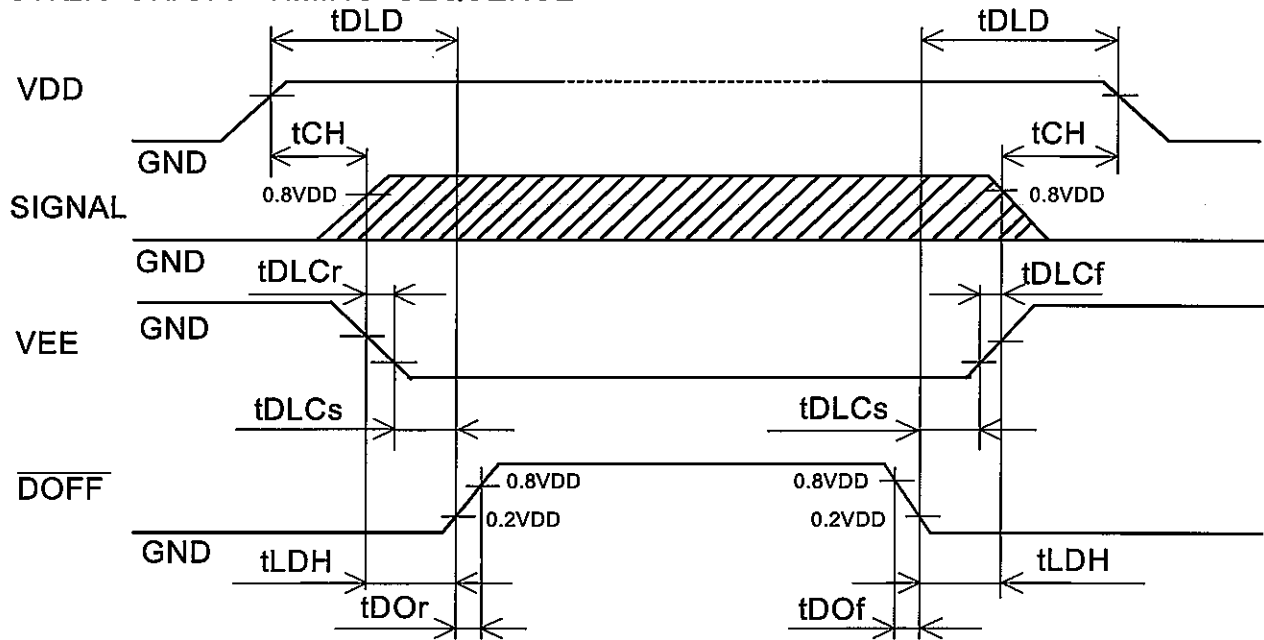 tDLD tDLD
VDD
tCH tCH
GND
0.8VDD 0.8VDD
SIGNAL
GND
tDLCr tDLCf
GND
VEE
tDLCs tDLCs
DOFF
0.8VDD 0.8VDD
0.2VDD 0.2VDD
GND
tLDH tLDH
tDOr tDOf